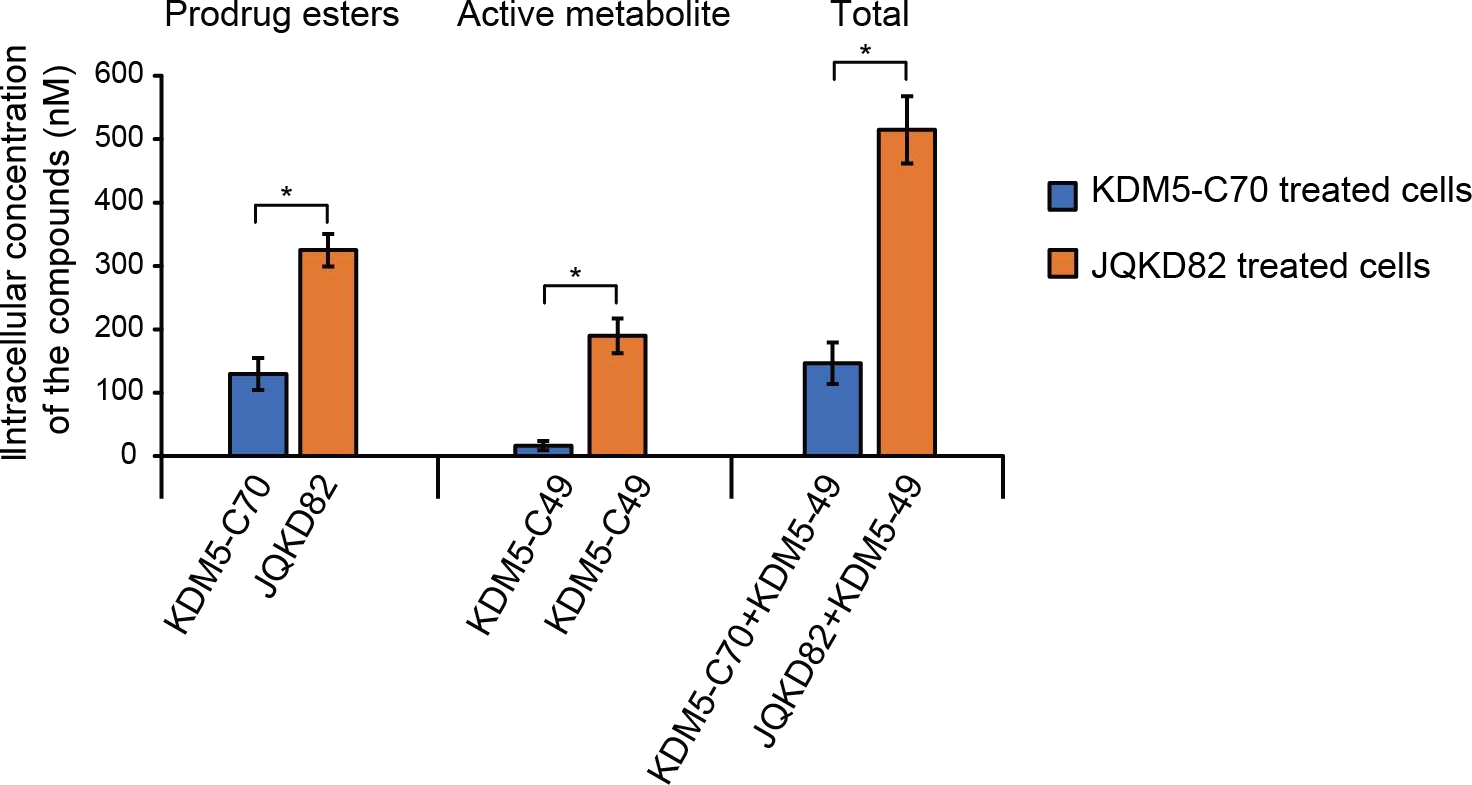 Prodrug esters
Active metabolite
Total
IIntracellular concentration
of the compounds (nM)
600
500
400
300
200
100
0
*
*
*
KDM5-C70
JQKD82
KDM5-C49
KDM5-C49
KDM5-C70+KDM5-49
JQKD82+KDM5-49
KDM5-C70 treated cells
JQKD82 treated cells